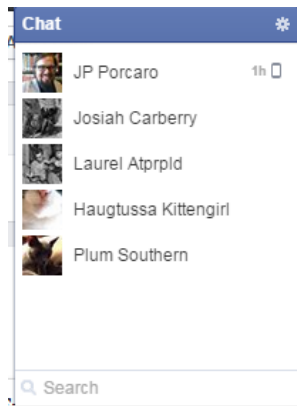 Chat
JP Porcaro 1h
Josiah Carberry
Laurel Atprpld
Haugtussa Kittengirl
Plum Southern
Search